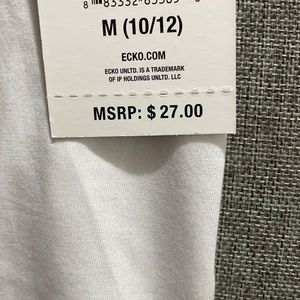 M (10/12)
ECKO.COM
ECKO UNLTD. IS A TRADEMARK
OF IP HOLDINGS UNLTD. LLC
MSRP: $ 27.00